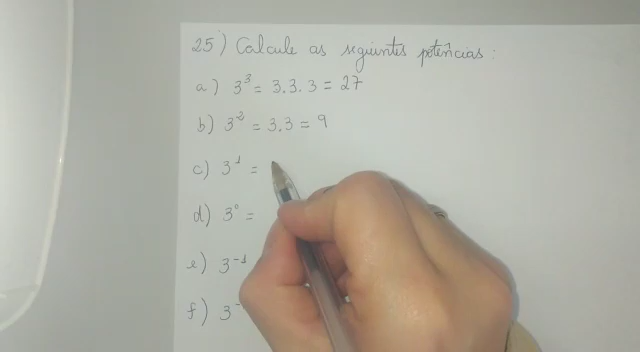 25) Calcule as seguintes potências:
a) 3³ = 3.3.3 = 27
b) 3² = 3.3 = 9
c) 3¹ =
d) 3⁰ =
e) 3⁻¹
f) 3⁻